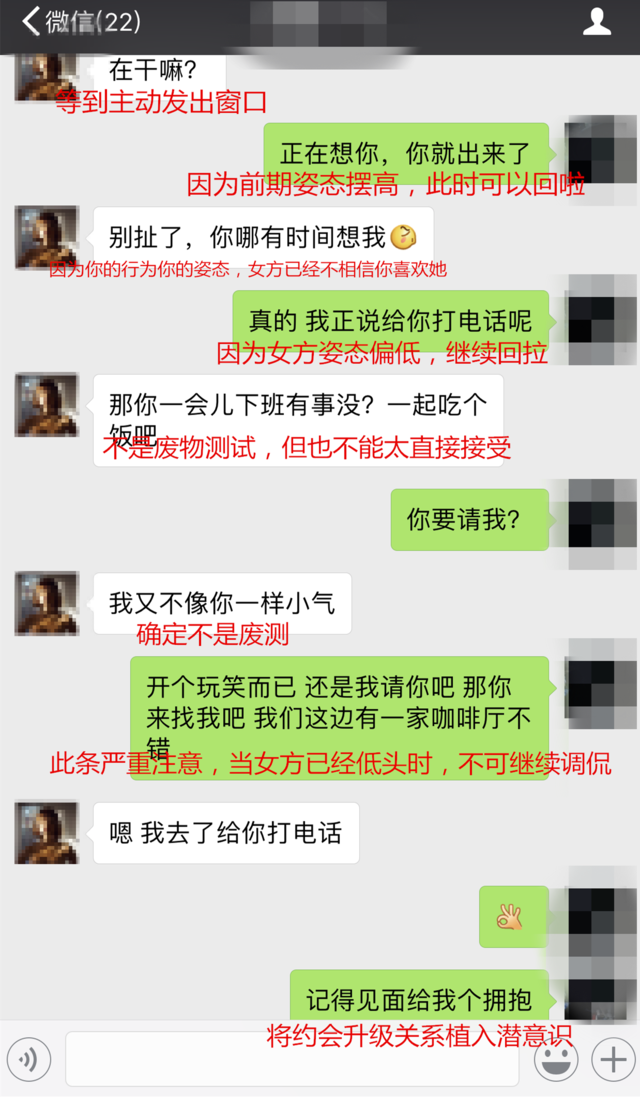 微信(22)
在干嘛?
等到主动发出窗口
正在想你，你就出来了
因为前期姿态摆高，此时可以回啦
别扯了，你哪有时间想我
因为你的行为你的姿态，女方已经不相信你喜欢她
真的 我正说给你打电话呢
因为女方姿态偏低，继续回拉
那你一会儿下班有事没？一起吃个
饭吧
不是废物测试，但也不能太直接接受
你要请我？
我又不像你一样小气
确定不是废测
开个玩笑而已 还是我请你吧 那你
来找我吧 我们这边有一家咖啡厅不
错
此条严重注意，当女方已经低头时，不可继续调侃
嗯 我去了给你打电话
记得见面给我个拥抱
将约会升级关系植入潜意识